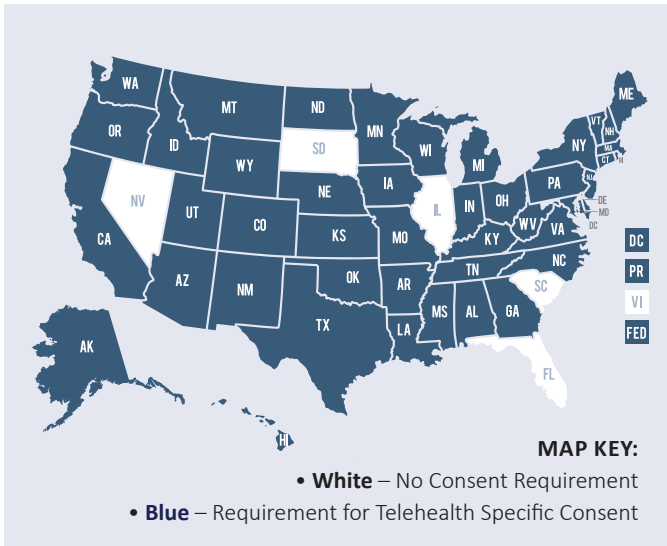 WA
MT
ND
MN
ME
VT
NH
OR
ID
SD
WI
MI
NY
MA
CT
RI
WY
IA
NE
PA
NJ
NV
UT
CO
IL
IN
OH
DE
MD
DC
CA
KS
MO
KY
WV
VA
AZ
NM
OK
AR
TN
NC
SC
TX
LA
MS
AL
GA
FL
AK
HI
DC
PR
VI
FED
MAP KEY:
• White – No Consent Requirement
• Blue – Requirement for Telehealth Specific Consent